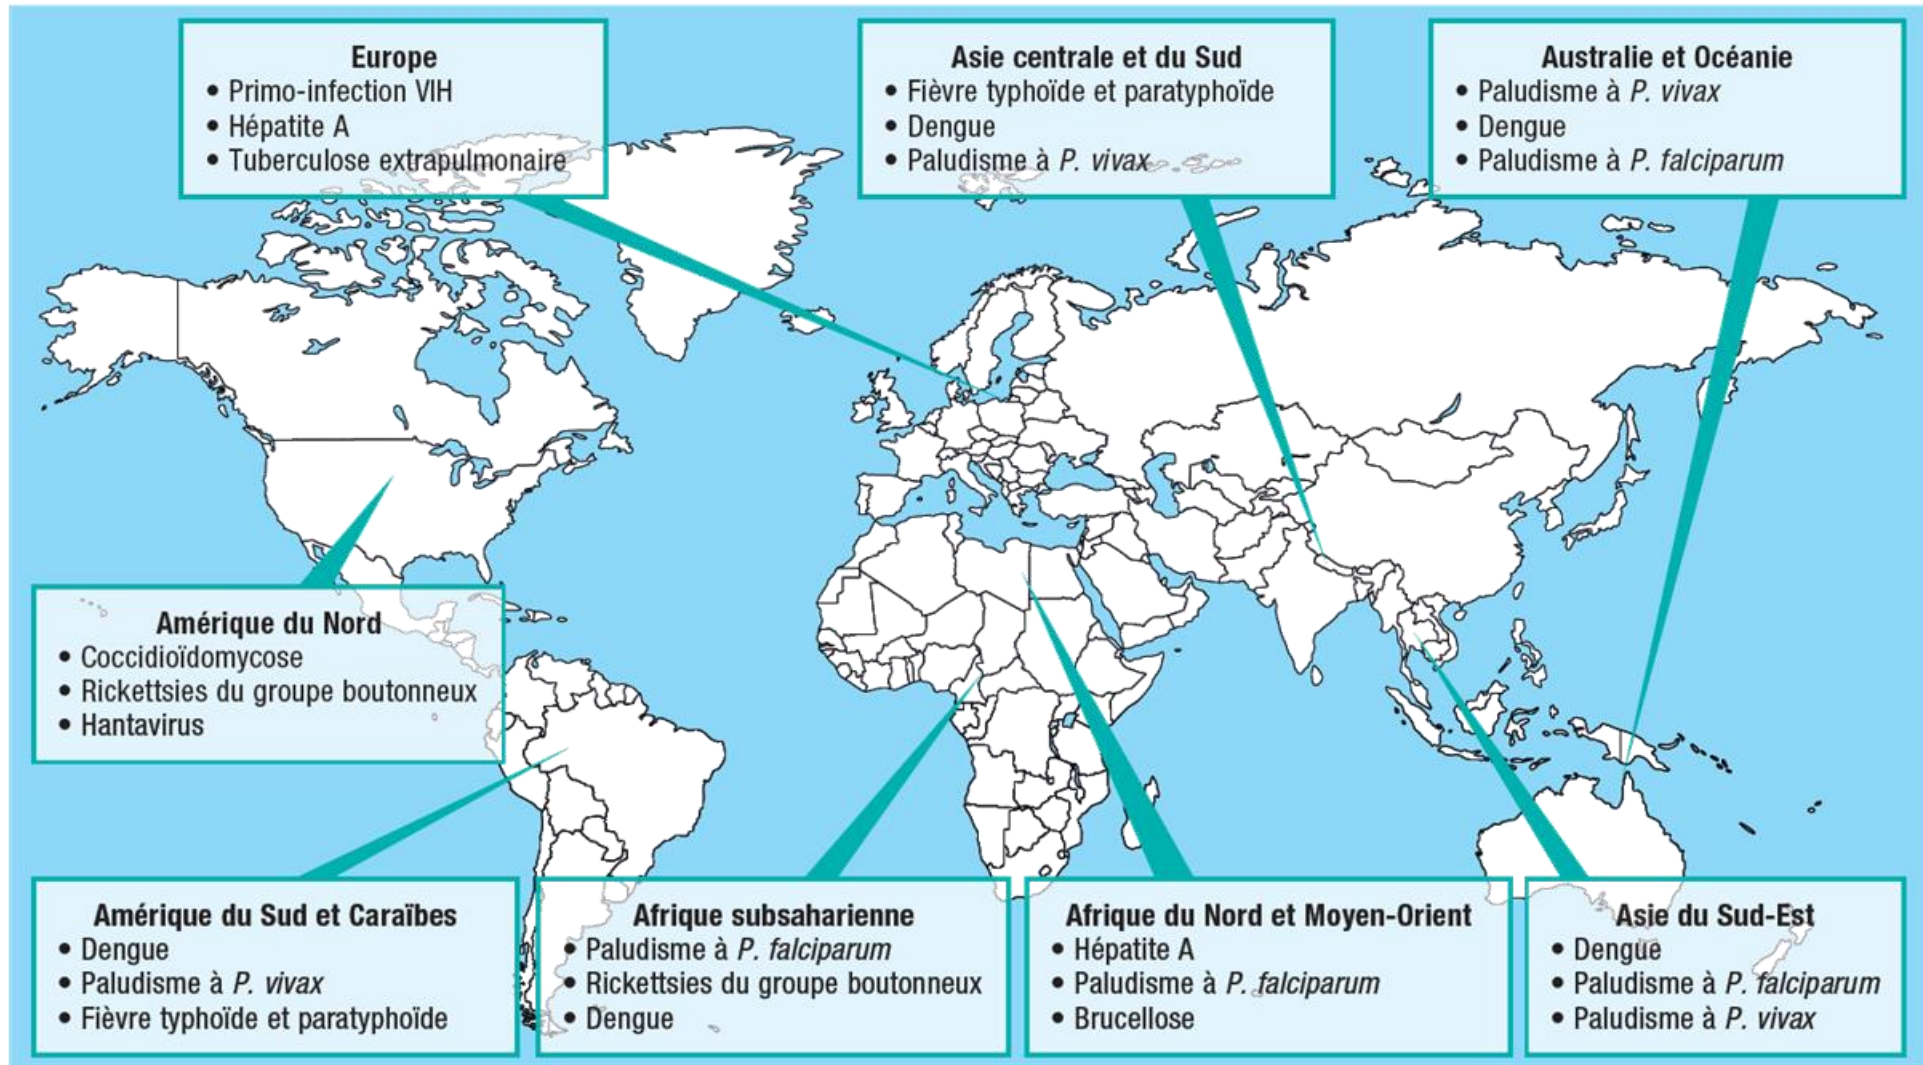 Europe
• Primo-infection VIH
• Hépatite A
• Tuberculose extrapulmonaire
Asie centrale et du Sud
• Fièvre typhoïde et paratyphoïde
• Dengue
• Paludisme à P. vivax
Australie et Océanie
• Paludisme à P. vivax
• Dengue
• Paludisme à P. falciparum
Amérique du Nord
• Coccidioïdomycose
• Rickettsies du groupe boutonneux
• Hantavirus
Amérique du Sud et Caraïbes
• Dengue
• Paludisme à P. vivax
• Fièvre typhoïde et paratyphoïde
Afrique subsaharienne
• Paludisme à P. falciparum
• Rickettsies du groupe boutonneux
• Dengue
Afrique du Nord et Moyen-Orient
• Hépatite A
• Paludisme à P. falciparum
• Brucellose
Asie du Sud-Est
• Dengue
• Paludisme à P. falciparum
• Paludisme à P. vivax